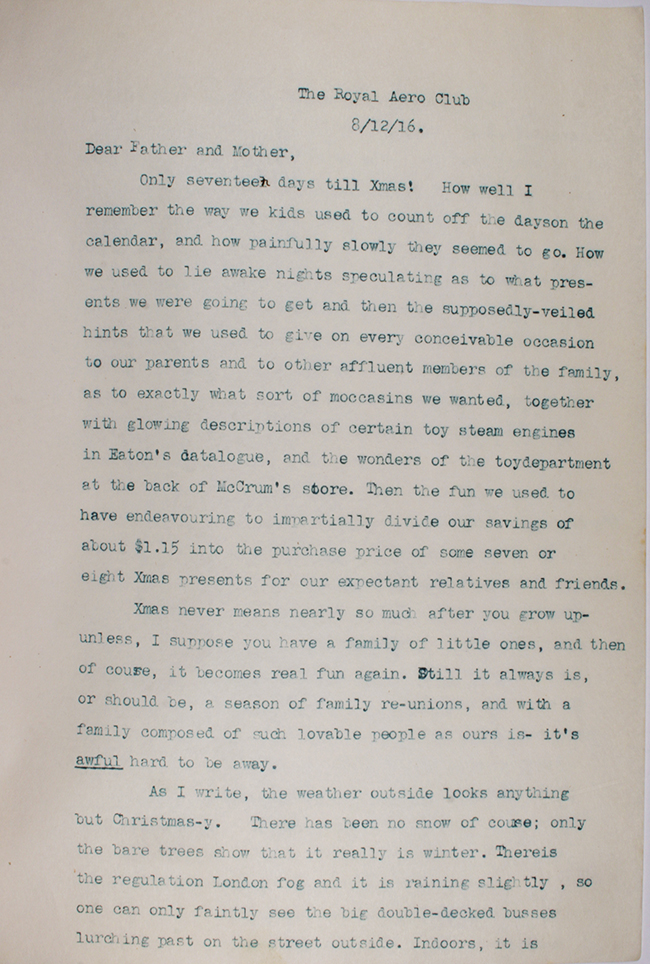 The Royal Aero Club
8/12/16.
Dear Father and Mother,
Only seventeen days till Xmas! How well I
remember the way we kids used to count off the dayson the
calendar, and how painfully slowly they seemed to go. How
we used to lie awake nights speculating as to what pres-
ents we were going to get and then the supposedly-veiled
hints that we used to give on every conceivable occasion
to our parents and to other affluent members of the family,
as to exactly what sort of moccasins we wanted, together
with glowing descriptions of certain toy steam engines
in Eaton's datalogue, and the wonders of the toydepartment
at the back of McCrum's store. Then the fun we used to
have endeavouring to impartially divide our savings of
about $1.15 into the purchase price of some seven or
eight Xmas presents for our expectant relatives and friends.
Xmas never means nearly so much after you grow up-
unless, I suppose you have a family of little ones, and then
of couse, it becomes real fun again. Still it always is,
or should be, a season of family re-unions, and with a
family composed of such lovable people as ours is- it's
awful hard to be away.
As I write, the weather outside looks anything
but Christmas-y. There has been no snow of couse; only
the bare trees show that it really is winter. Thereis
the regulation London fog and it is raining slightly , so
one can only faintly see the big double-decked busses
lurching past on the street outside. Indoors, it is